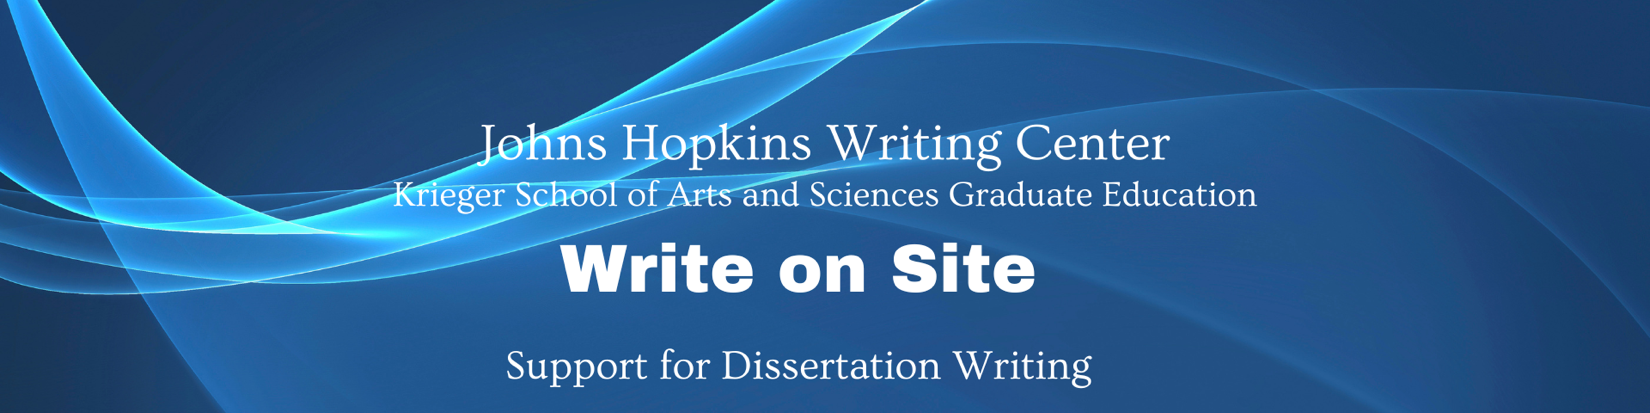 Johns Hopkins Writing Center
Krieger School of Arts and Sciences Graduate Education
Write on Site
Support for Dissertation Writing